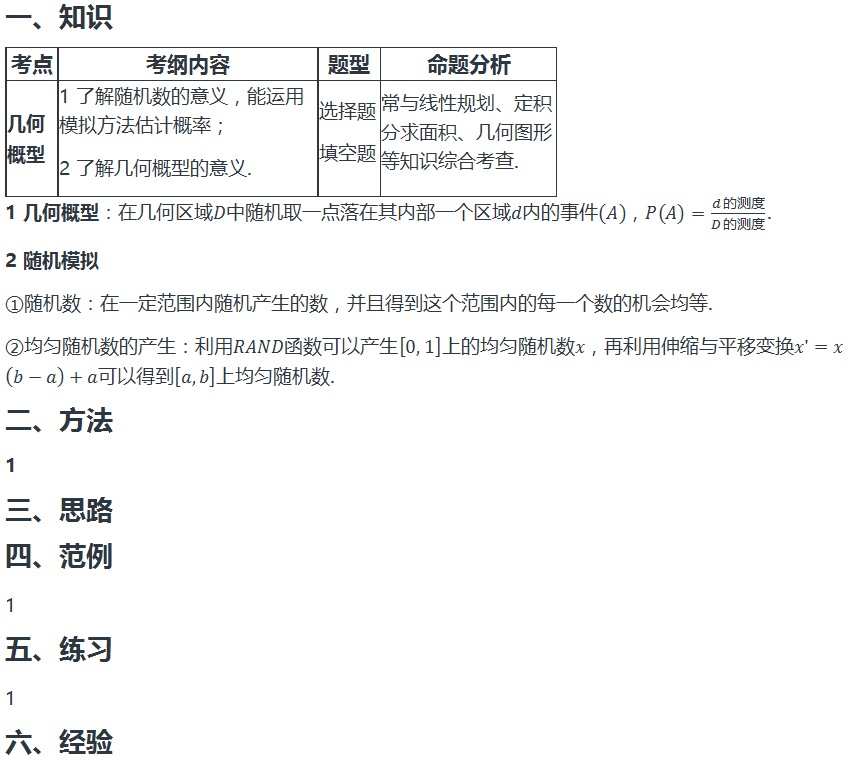 一、知识
考点 考纲内容 题型 命题分析
几何概型
1 了解随机数的意义，能运用
模拟方法估计概率；
2 了解几何概型的意义.
选择题
填空题
常与线性规划、定积
分求面积、几何图形
等知识综合考查.
1 几何概型：在几何区域D中随机取一点落在其内部一个区域d内的事件(A)，P(A) = d 的测度/D 的测度.
2 随机模拟
①随机数：在一定范围内随机产生的数，并且得到这个范围内的每一个数的机会均等.
②均匀随机数的产生：利用RAND函数可以产生[0, 1]上的均匀随机数x，再利用伸缩与平移变换x' = x
(b − a) + a可以得到[a, b]上均匀随机数.
二、方法
1
三、思路
四、范例
1
五、练习
1
六、经验